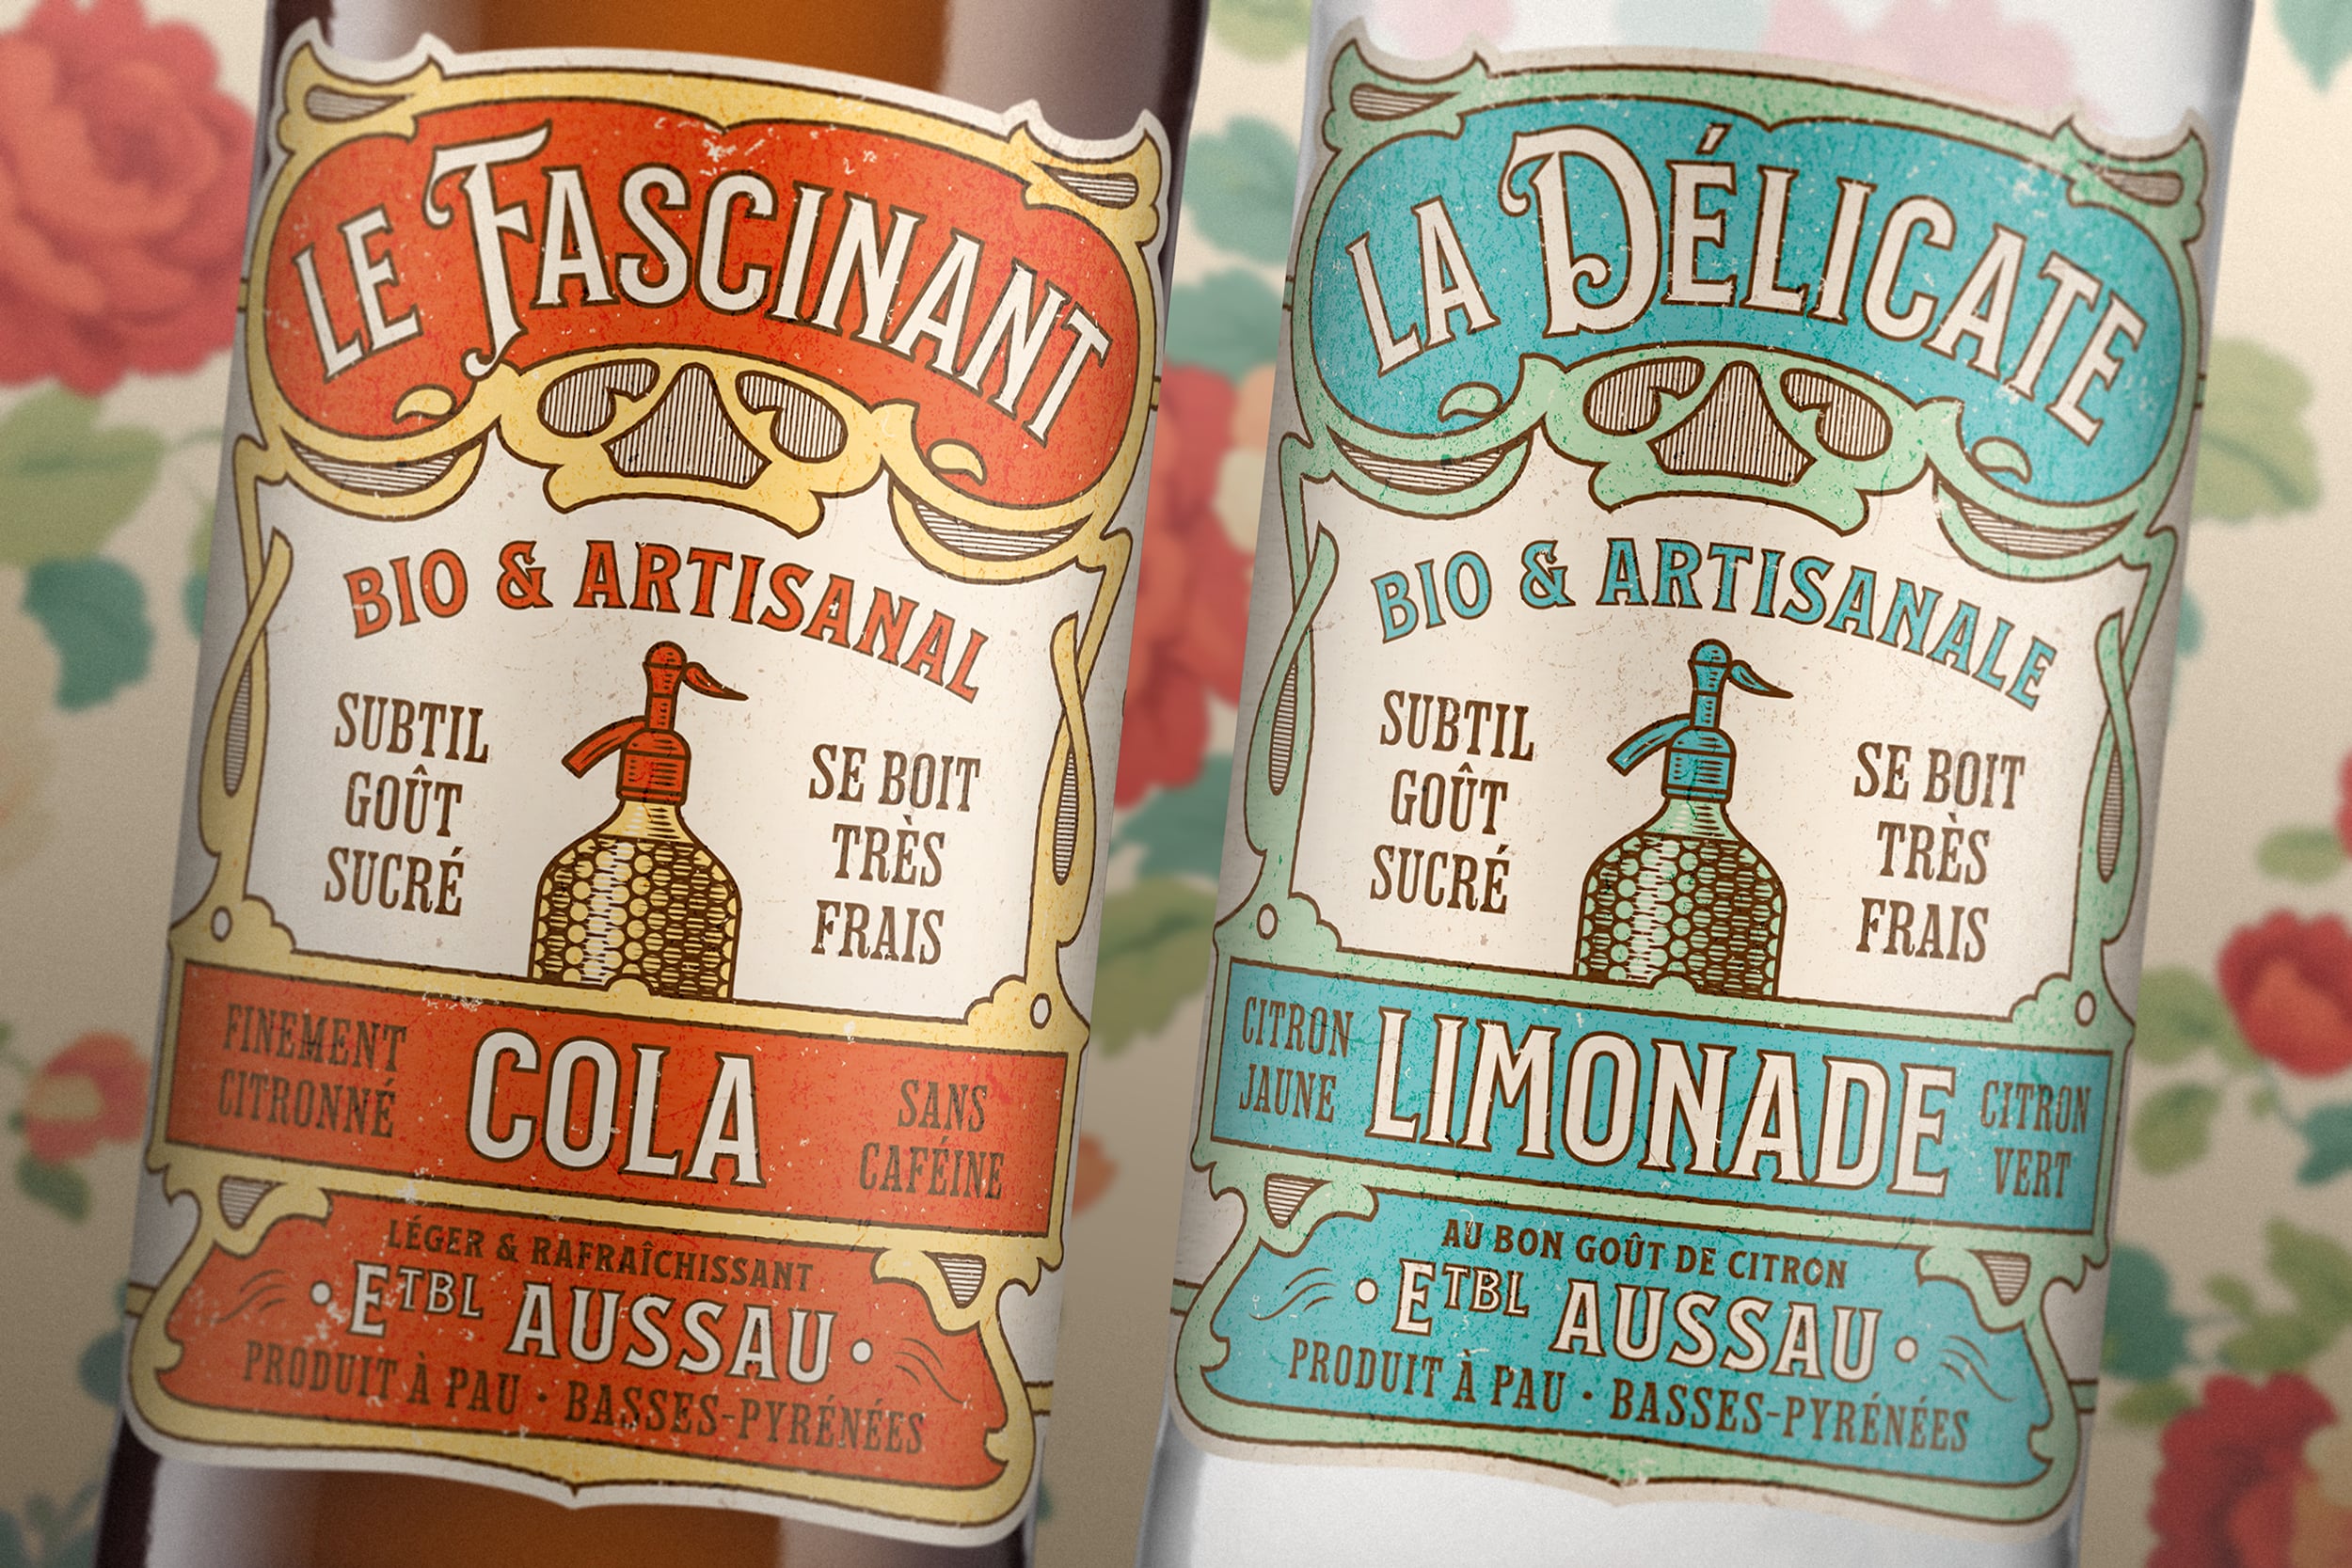 LE FASCINANT
BIO & ARTISANAL
SUBTIL
GOÛT
SUCRÉ
SE BOIT
TRÈS
FRAIS
FINEMENT
CITRONNÉ
COLA
SANS
CAFÉINE
LÉGER & RAFRAÎCHISSANT
• ETBL AUSSAU •
PRODUIT À PAU • BASSES-PYRÉNÉES
LA DÉLICATE
BIO & ARTISANALE
SUBTIL
GOÛT
SUCRÉ
SE BOIT
TRÈS
FRAIS
CITRON
JAUNE
LIMONADE
CITRON
VERT
AU BON GOÛT DE CITRON
• ETBL AUSSAU •
PRODUIT À PAU • BASSES-PYRÉNÉES